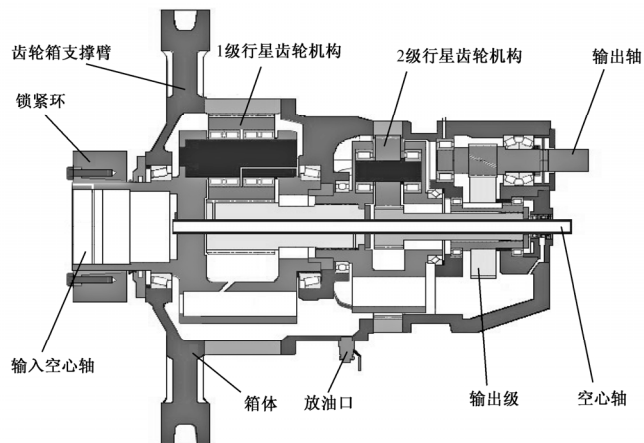 1级行星齿轮机构
2级行星齿轮机构
输出轴
齿轮箱支撑臂
锁紧环
输入空心轴
箱体
放油口
输出级
空心轴